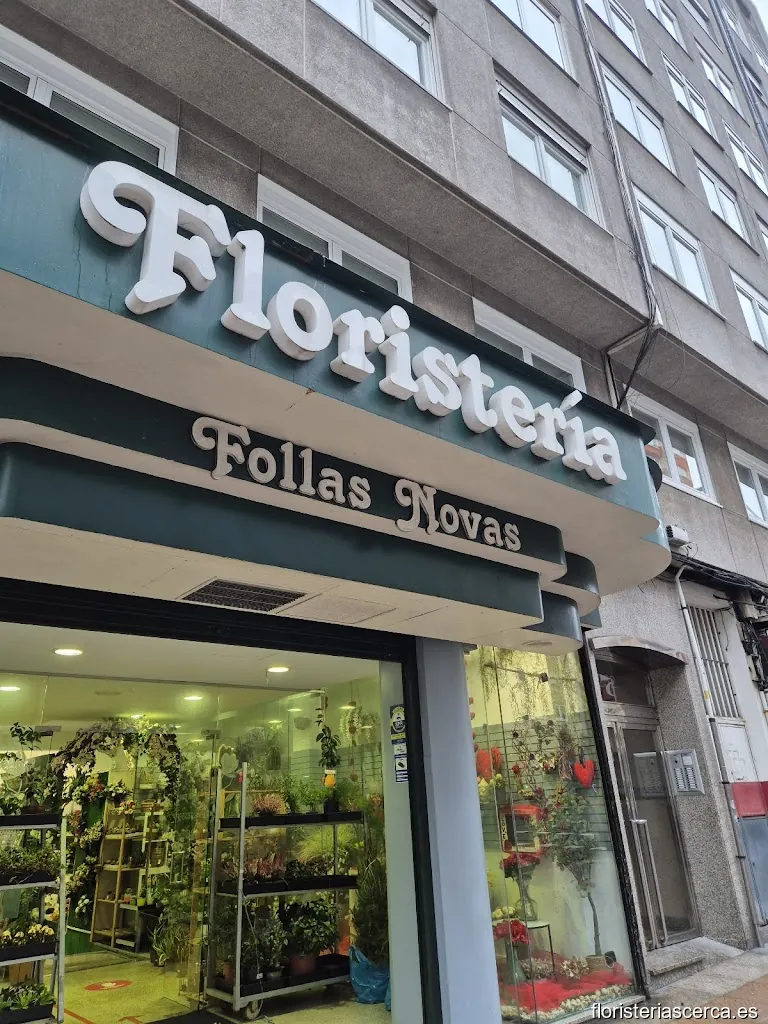 Floristería
Follas Novas
floristeriascerca.es